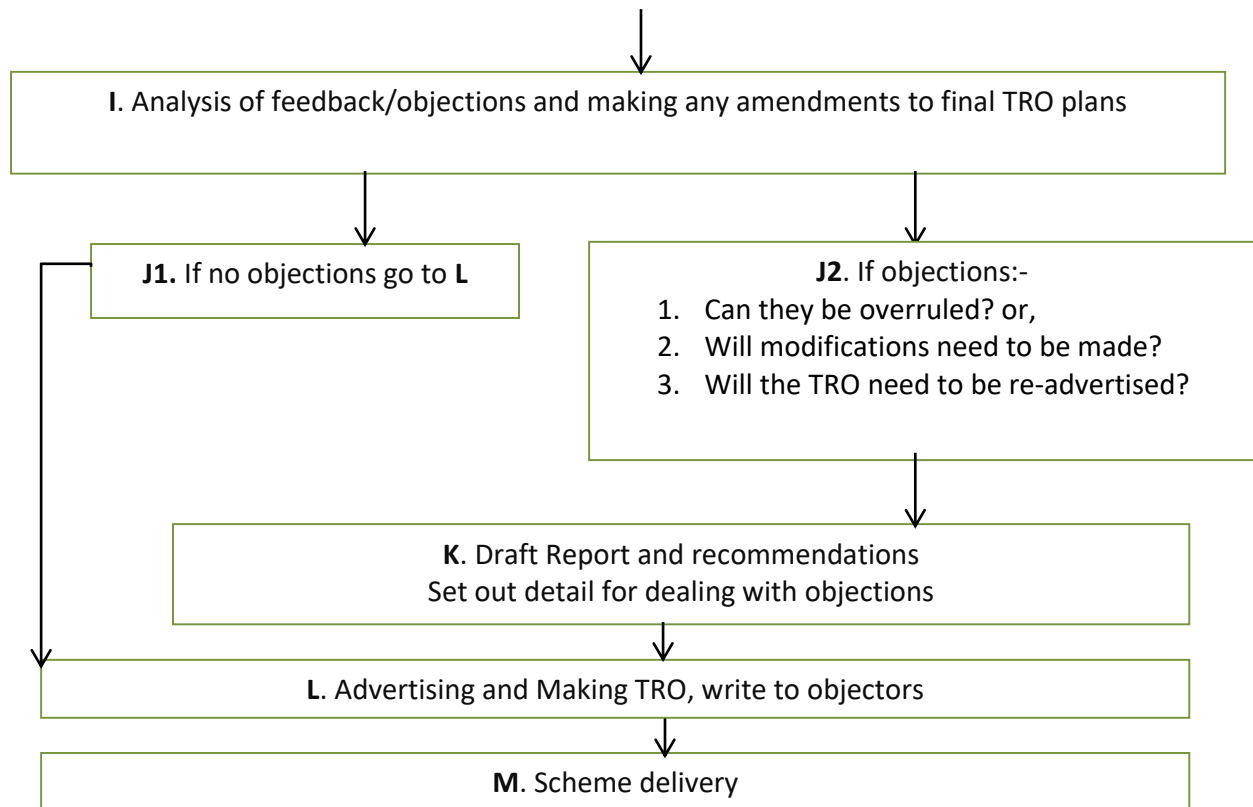 I. Analysis of feedback/objections and making any amendments to final TRO plans
J1. If no objections go to L
J2. If objections:-
1. Can they be overruled? or,
2. Will modifications need to be made?
3. Will the TRO need to be re-advertised?
K. Draft Report and recommendations
Set out detail for dealing with objections
L. Advertising and Making TRO, write to objectors
M. Scheme delivery